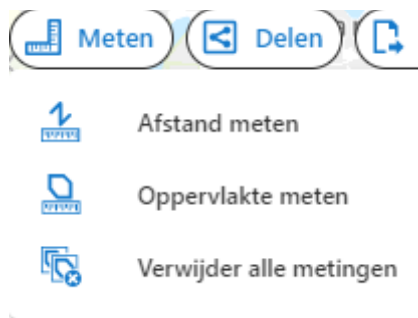 Meten Delen
Afstand meten
Oppervlakte meten
Verwijder alle metingen